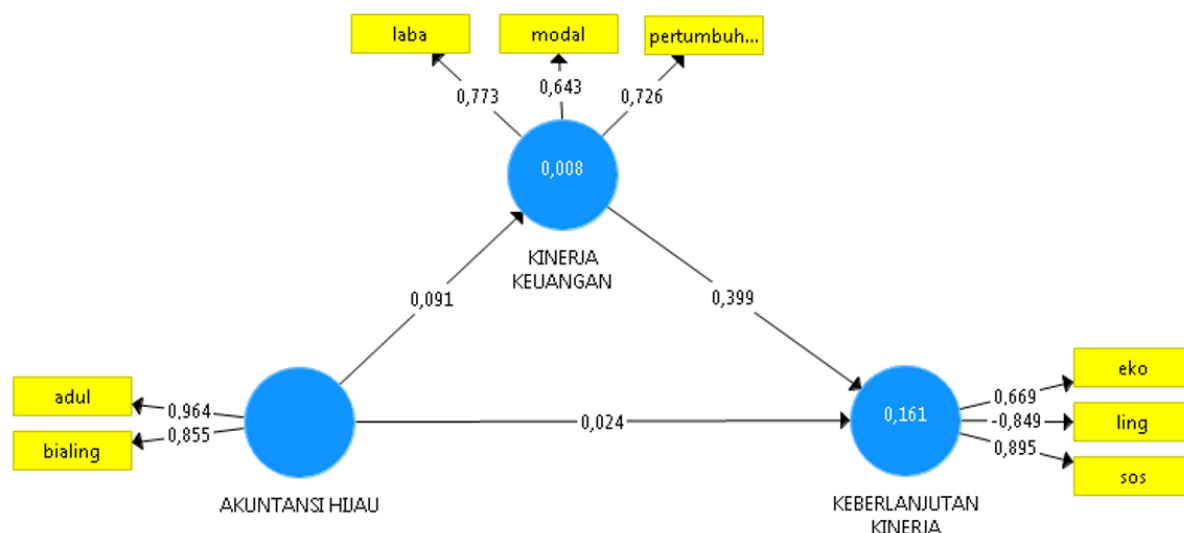 laba
modal
pertumbuh...
0,773
0,643
0,726
0,008
KINERJA
KEUANGAN
0,091
0,399
adul
0,964
bialing
0,855
AKUNTANSI HIJAU
0,024
0,161
KEBERLANJUTAN
KINERJA
eko
0,669
ling
-0,849
sos
0,895